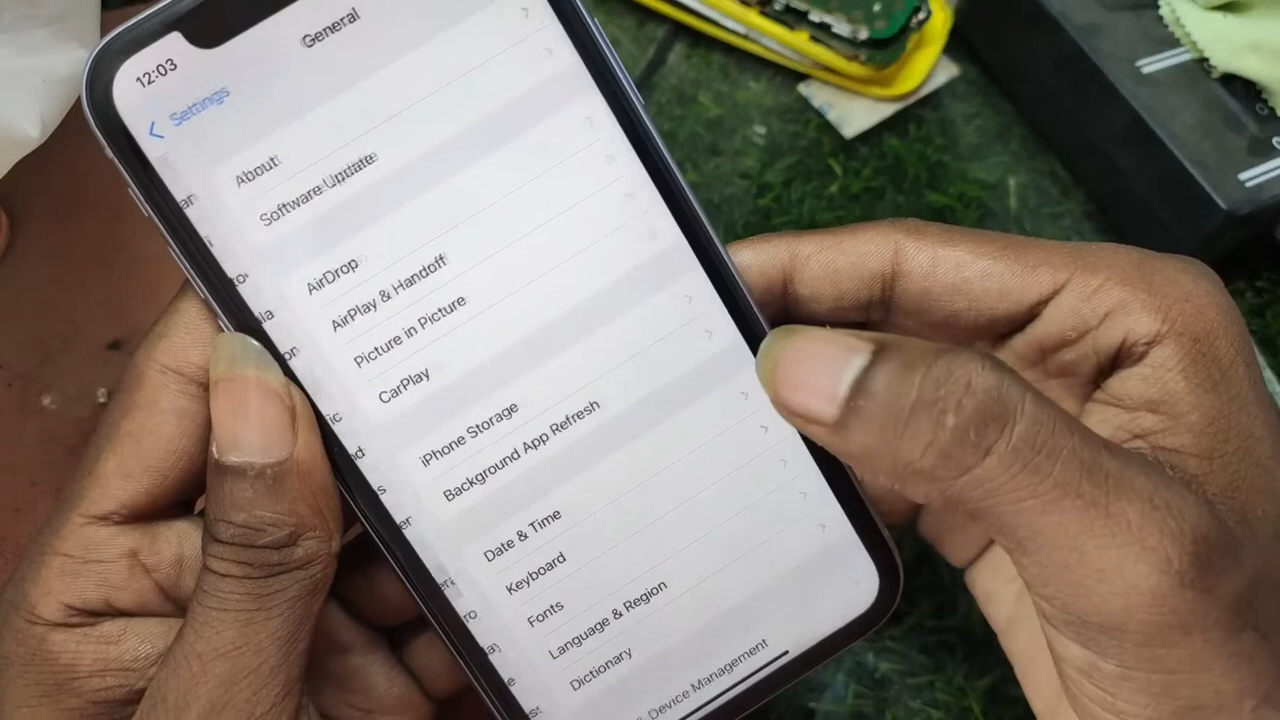 12:03
General
Settings
About
Software Update
AirDrop
AirPlay & Handoff
Picture in Picture
CarPlay
iPhone Storage
Background App Refresh
Date & Time
Keyboard
Fonts
Language & Region
Dictionary
& Device Management